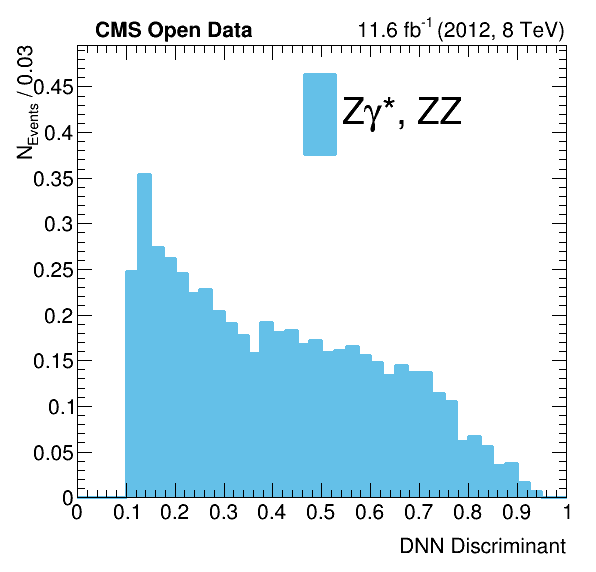 CMS Open Data
11.6 fb⁻¹ (2012, 8 TeV)
N_Events / 0.03
Zγ*, ZZ
0.45
0.4
0.35
0.3
0.25
0.2
0.15
0.1
0.05
0
0 0.1 0.2 0.3 0.4 0.5 0.6 0.7 0.8 0.9 1
DNN Discriminant